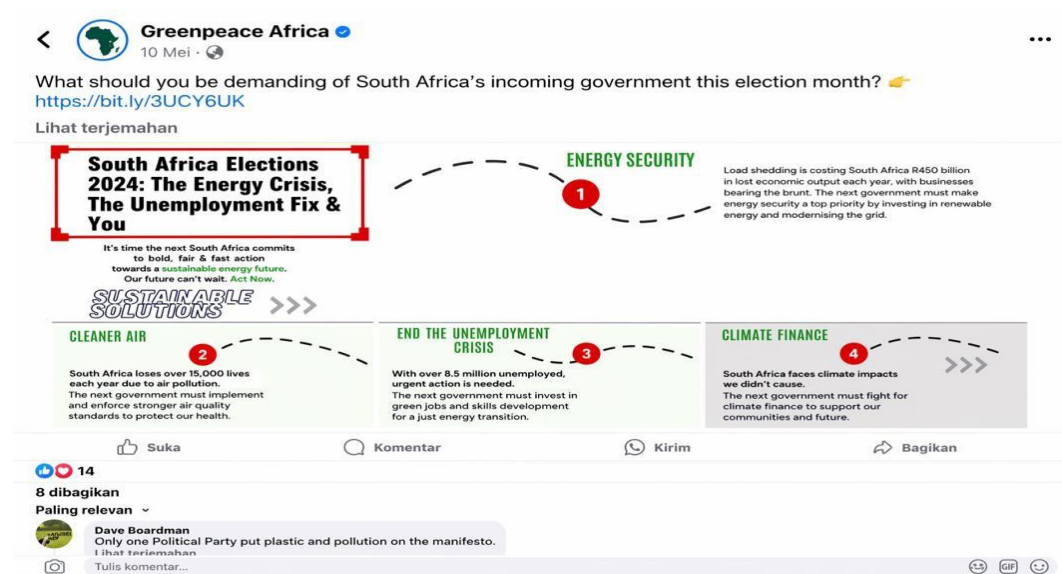 Greenpeace Africa
10 Mei ·
What should you be demanding of South Africa's incoming government this election month? 👉
https://bit.ly/3UCY6UK
Lihat terjemahan
South Africa Elections
2024: The Energy Crisis,
The Unemployment Fix &
You
It's time the next South Africa commits
to bold, fair & fast action
towards a sustainable energy future.
Our future can't wait. Act Now.
SUSTAINABLE
SOLUTIONS
ENERGY SECURITY
1
Load shedding is costing South Africa R450 billion
in lost economic output each year, with businesses
bearing the brunt. The next government must make
energy security a top priority by investing in renewable
energy and modernising the grid.
CLEANER AIR
2
South Africa loses over 15,000 lives
each year due to air pollution.
The next government must implement
and enforce stronger air quality
standards to protect our health.
END THE UNEMPLOYMENT
CRISIS
3
With over 8.5 million unemployed,
urgent action is needed.
The next government must invest in
green jobs and skills development
for a just energy transition.
CLIMATE FINANCE
4
South Africa faces climate impacts
we didn't cause.
The next government must fight for
climate finance to support our
communities and future.
Suka
Komentar
Kirim
Bagikan
14
8 dibagikan
Paling relevan
Dave Boardman
Only one Political Party put plastic and pollution on the manifesto.
Lihat terjemahan
Tulis komentar...
GIF